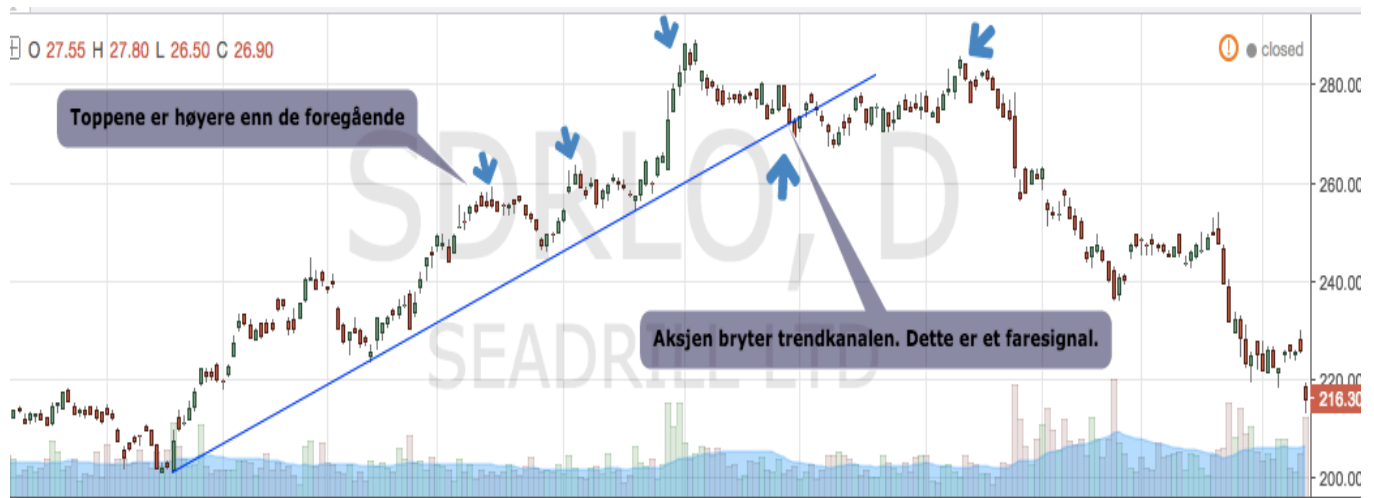 O 27.55 H 27.80 L 26.50 C 26.90
! closed
280.00
Toppene er høyere enn de foregående
SDRLO, D
260.00
240.00
Aksjen bryter trendkanalen. Dette er et faresignal.
SEADRILL LTD
220.00
216.30
200.00